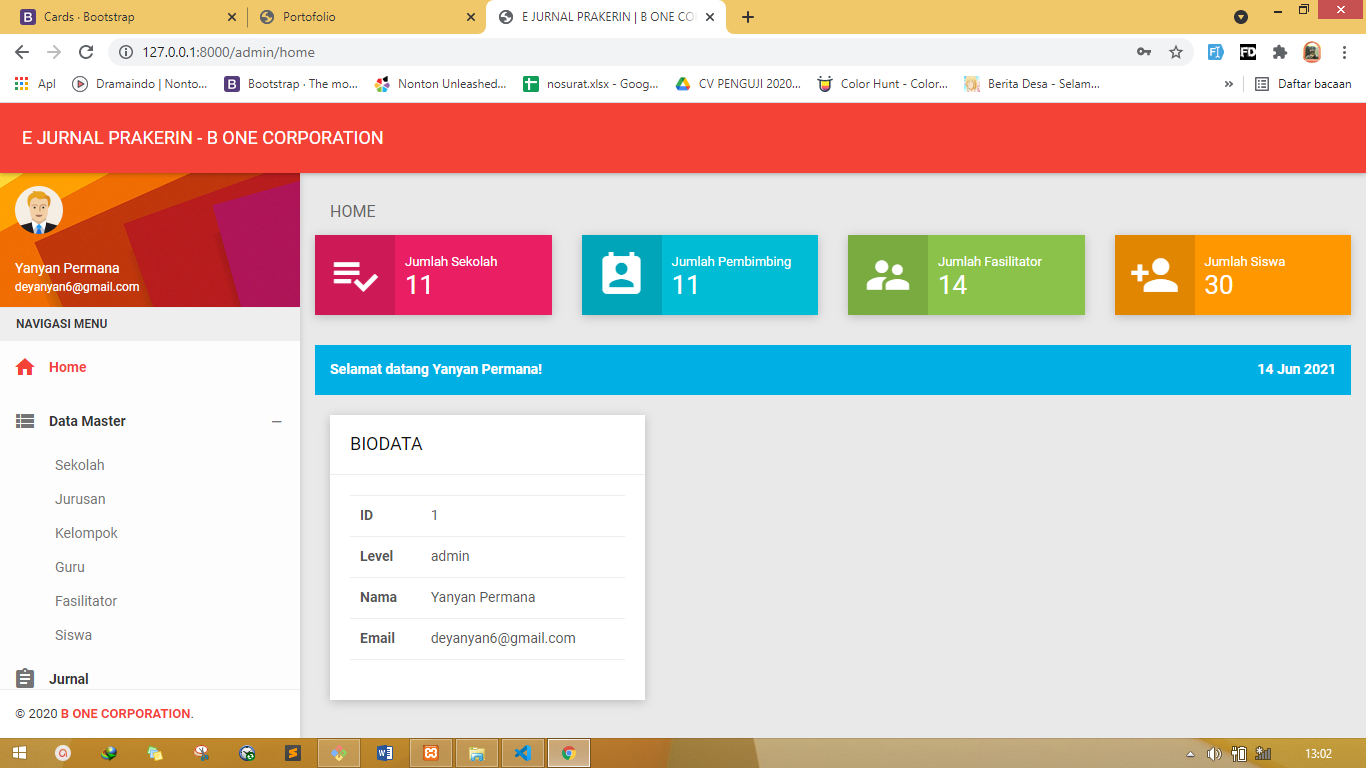 Cards · Bootstrap
Portofolio
E JURNAL PRAKERIN | B ONE CO
127.0.0.1:8000/admin/home
Apl
Dramaindo | Nonto...
Bootstrap · The mo...
Nonton Unleashed...
nosurat.xlsx - Goog...
CV PENGUJI 2020...
Color Hunt - Color...
Berita Desa - Selam...
»
Daftar bacaan
E JURNAL PRAKERIN - B ONE CORPORATION
Yanyan Permana
deyanyan6@gmail.com
NAVIGASI MENU
Home
Data Master
Sekolah
Jurusan
Kelompok
Guru
Fasilitator
Siswa
Jurnal
© 2020 B ONE CORPORATION.
HOME
Jumlah Sekolah
11
Jumlah Pembimbing
11
Jumlah Fasilitator
14
Jumlah Siswa
30
Selamat datang Yanyan Permana!
14 Jun 2021
BIODATA
ID 1
Level admin
Nama Yanyan Permana
Email deyanyan6@gmail.com
13:02